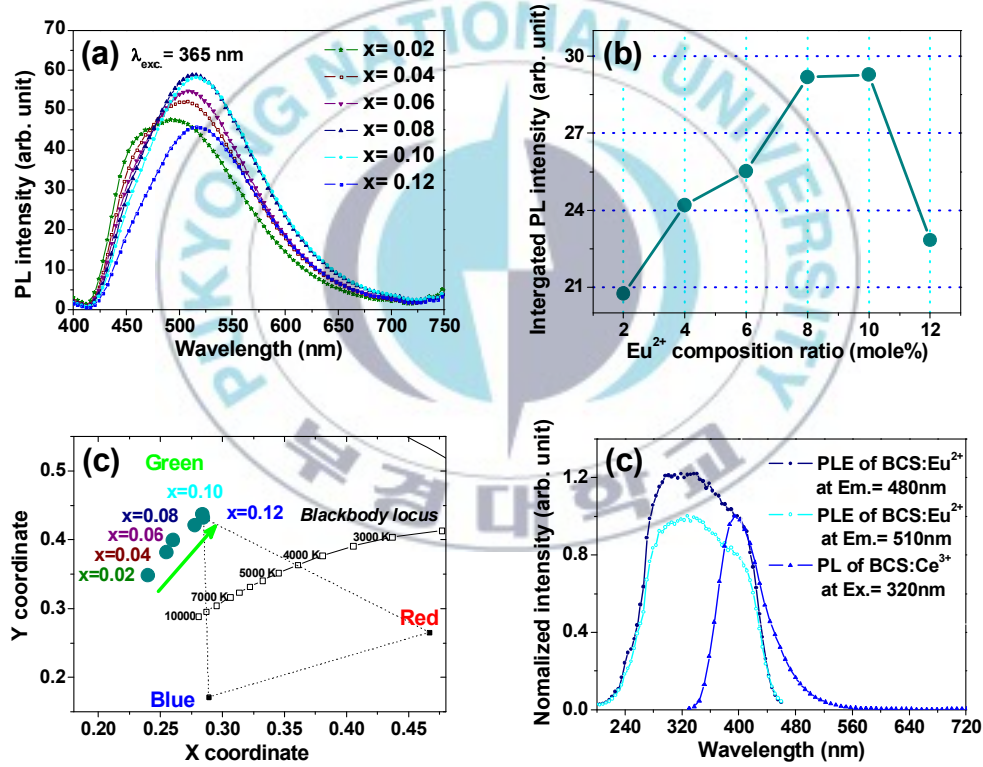 PUKYONG NATIONAL UNIVERSITY
부경대학교
(a)
λexc. = 365 nm
x= 0.02
x= 0.04
x= 0.06
x= 0.08
x= 0.10
x= 0.12
PL intensity (arb. unit)
70
60
50
40
30
20
10
0
400 450 500 550 600 650 700 750
Wavelength (nm)
(b)
Intergated PL intensity (arb. unit)
30
27
24
21
2 4 6 8 10 12
Eu2+ composition ratio (mole%)
(c)
Green
x=0.10
x=0.08
x=0.12
x=0.06
x=0.04
x=0.02
Blackbody locus
3000 K
4000 K
5000 K
7000 K
10000
Red
Blue
Y coordinate
0.5
0.4
0.3
0.2
0.20 0.25 0.30 0.35 0.40 0.45
X coordinate
(c)
PLE of BCS:Eu2+
at Em.= 480nm
PLE of BCS:Eu2+
at Em.= 510nm
PL of BCS:Ce3+
at Ex.= 320nm
Nomalized intensity (arb. unit)
1.2
0.8
0.4
0.0
240 320 400 480 560 640 720
Wavelength (nm)